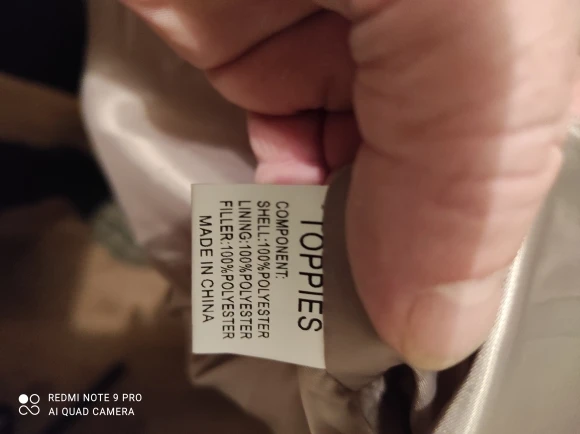 TOPPIES
COMPONENT:
SHELL:100%POLYESTER
LINING:100%POLYESTER
FILLER:100%POLYESTER
MADE IN CHINA
REDMI NOTE 9 PRO
AI QUAD CAMERA